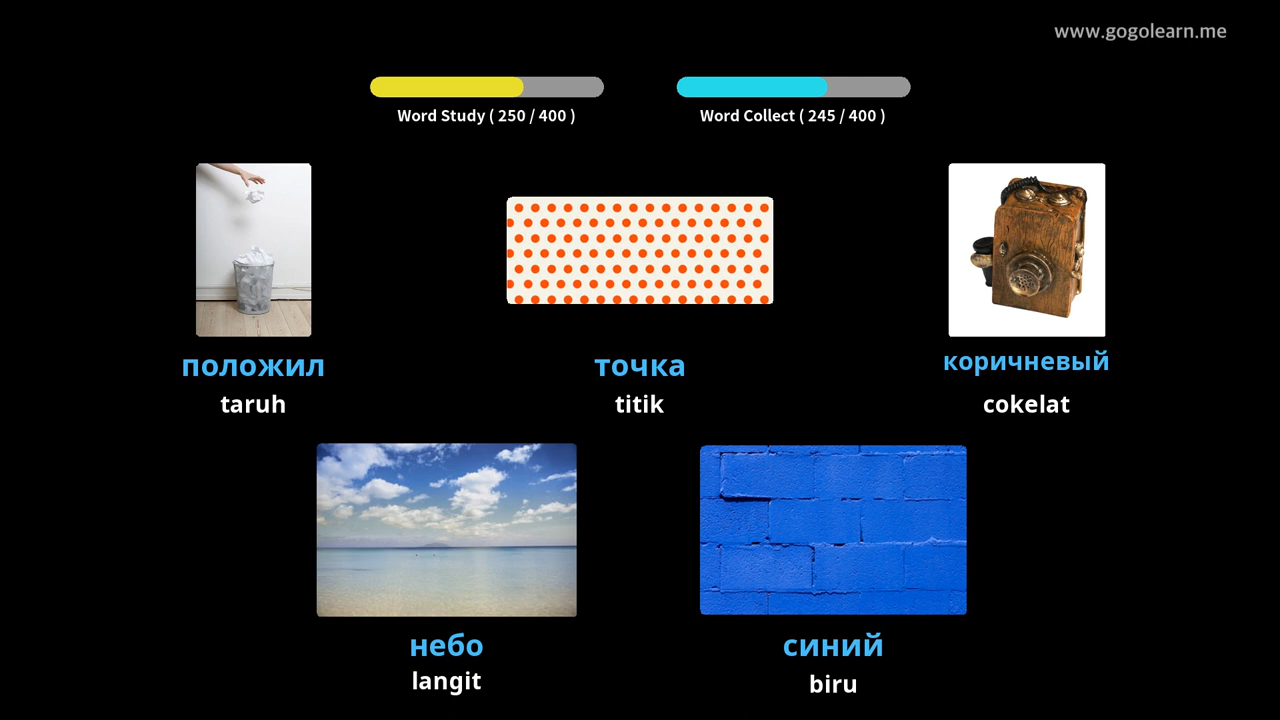 www.gogolearn.me
Word Study ( 250 / 400 )
Word Collect ( 245 / 400 )
положил
taruh
точка
titik
коричневый
cokelat
небо
langit
синий
biru